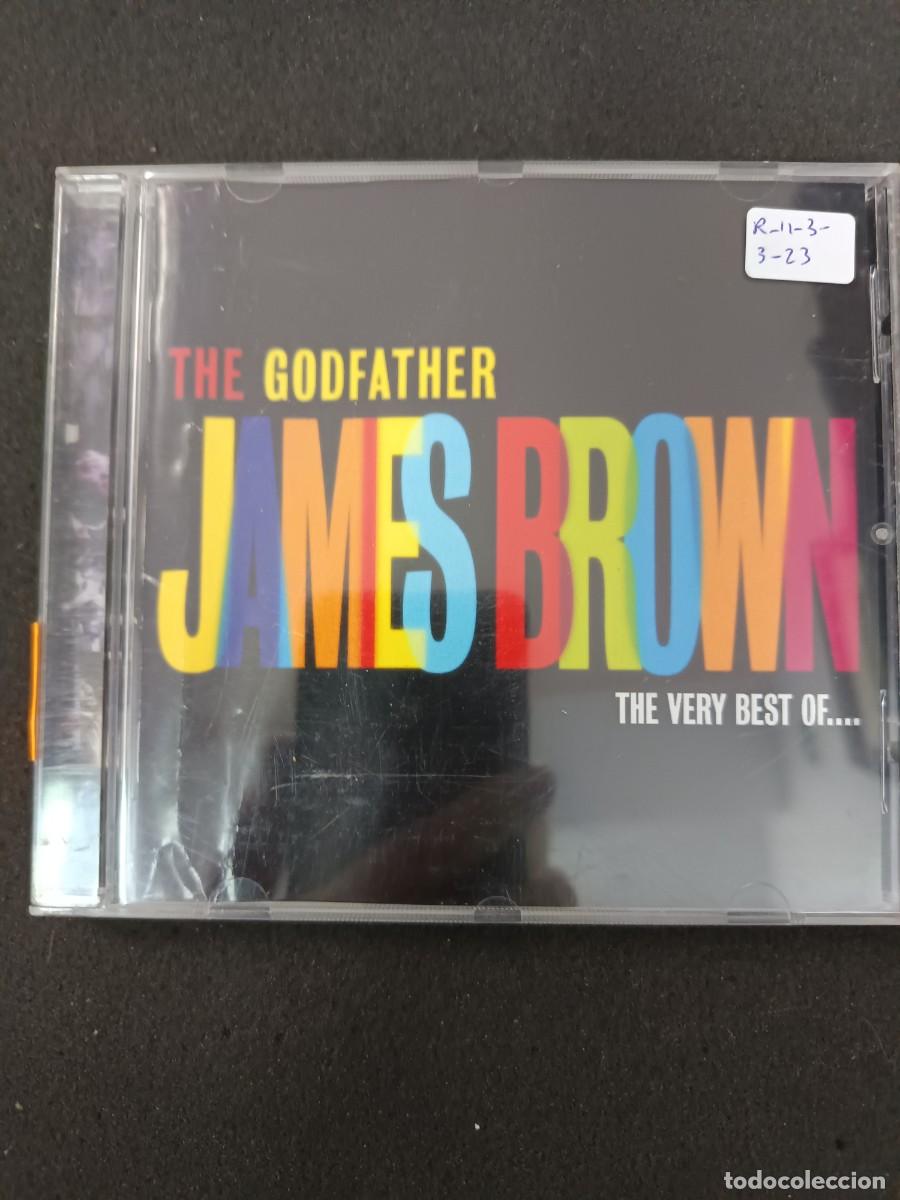 R-11-3-
3-23
THE GODFATHER
JAMES BROWN
THE VERY BEST OF....
todocoleccion